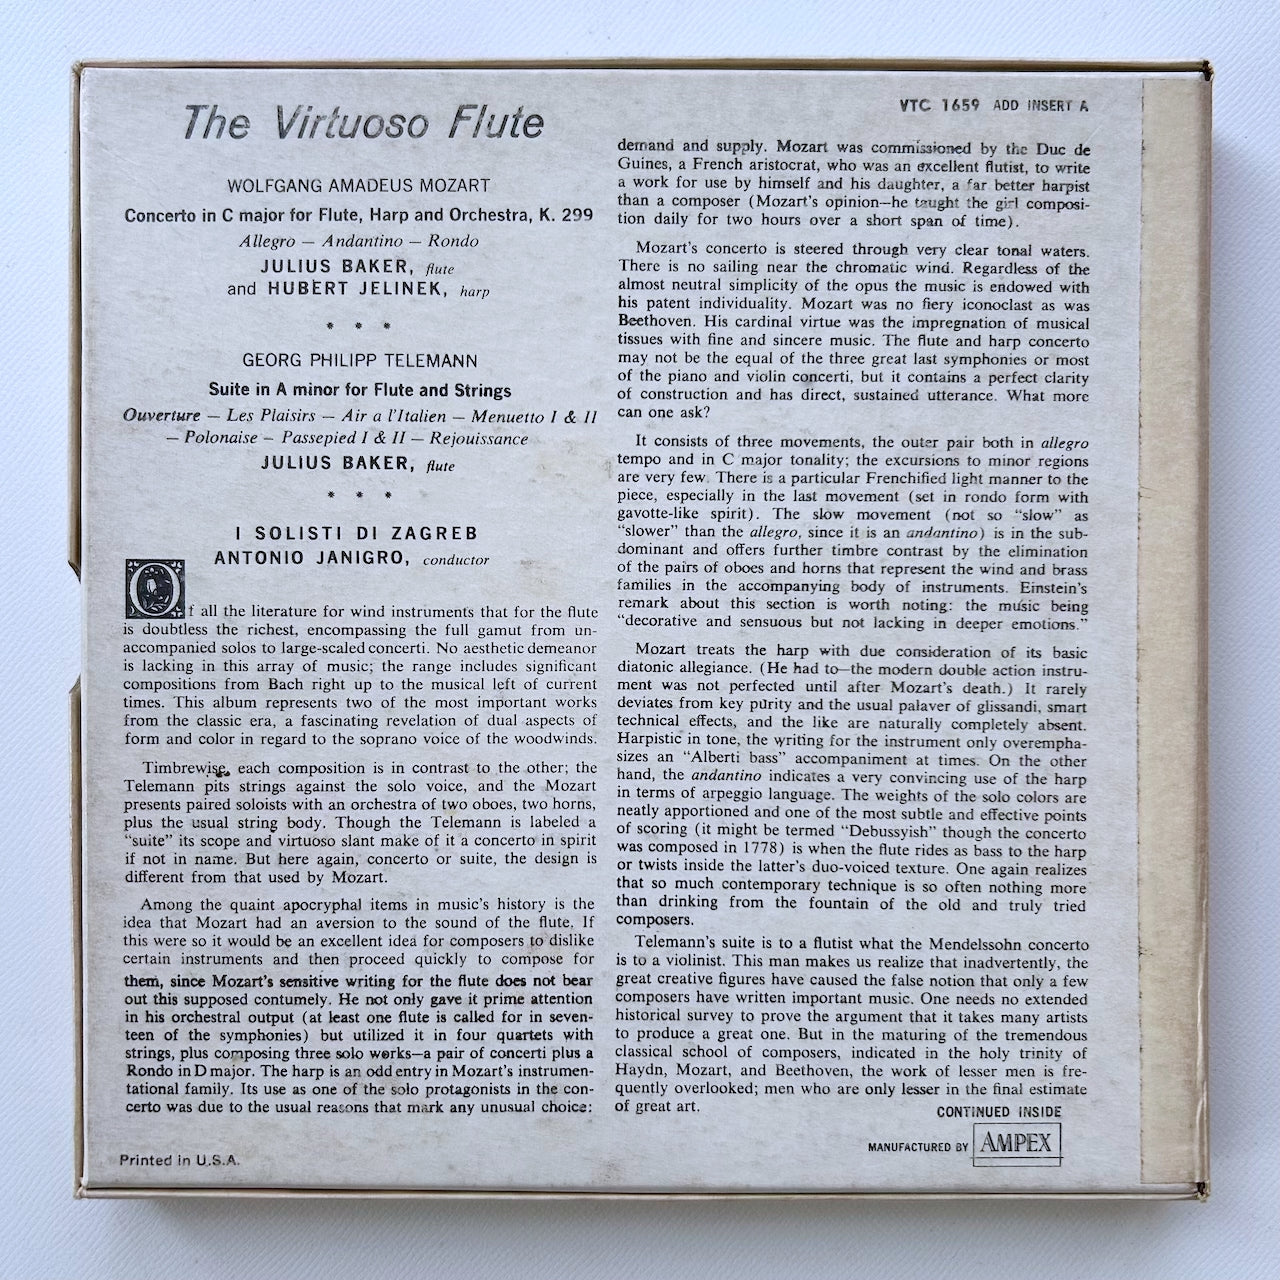 The Virtuoso Flute
WOLFGANG AMADEUS MOZART
Concerto in C major for Flute, Harp and Orchestra, K. 299
Allegro — Andantino — Rondo
JULIUS BAKER, flute
and HUBERT JELINEK, harp
* * *
GEORG PHILIPP TELEMANN
Suite in A minor for Flute and Strings
Ouverture — Les Plaisirs — Air a l'Italien — Menuetto I & II
— Polonaise — Passepied I & II — Rejouissance
JULIUS BAKER, flute
* * *
I SOLISTI DI ZAGREB
ANTONIO JANIGRO, conductor
Of all the literature for wind instruments that for the flute
is doubtless the richest, encompassing the full gamut from un-
accompanied solos to large-scaled concerti. No aesthetic demeanor
is lacking in this array of music; the range includes significant
compositions from Bach right up to the musical left of current
times. This album represents two of the most important works
from the classic era, a fascinating revelation of dual aspects of
form and color in regard to the soprano voice of the woodwinds.
Timbrewise, each composition is in contrast to the other; the
Telemann pits strings against the solo voice, and the Mozart
presents paired soloists with an orchestra of two oboes, two horns,
plus the usual string body. Though the Telemann is labeled a
"suite" its scope and virtuoso slant make of it a concerto in spirit
if not in name. But here again, concerto or suite, the design is
different from that used by Mozart.
Among the quaint apocryphal items in music's history is the
idea that Mozart had an aversion to the sound of the flute. If
this were so it would be an excellent idea for composers to dislike
certain instruments and then proceed quickly to compose for
them, since Mozart's sensitive writing for the flute does not bear
out this supposed contumely. He not only gave it prime attention
in his orchestral output (at least one flute is called for in seven-
teen of the symphonies) but utilized it in four quartets with
strings, plus composing three solo works—a pair of concerti plus a
Rondo in D major. The harp is an odd entry in Mozart's instrumen-
tational family. Its use as one of the solo protagonists in the con-
certo was due to the usual reasons that mark any unusual choice:
Printed in U.S.A.
VTC 1659 ADD INSERT A
demand and supply. Mozart was commissioned by the Duc de
Guines, a French aristocrat, who was an excellent flutist, to write
a work for use by himself and his daughter, a far better harpist
than a composer (Mozart's opinion—he taught the girl composi-
tion daily for two hours over a short span of time).
Mozart's concerto is steered through very clear tonal waters.
There is no sailing near the chromatic wind. Regardless of the
almost neutral simplicity of the opus the music is endowed with
his patent individuality. Mozart was no fiery iconoclast as was
Beethoven. His cardinal virtue was the impregnation of musical
tissues with fine and sincere music. The flute and harp concerto
may not be the equal of the three great last symphonies or most
of the piano and violin concerti, but it contains a perfect clarity
of construction and has direct, sustained utterance. What more
can one ask?
It consists of three movements, the outer pair both in allegro
tempo and in C major tonality; the excursions to minor regions
are very few. There is a particular Frenchified light manner to the
piece, especially in the last movement (set in rondo form with
gavotte-like spirit). The slow movement (not so "slow" as
"slower" than the allegro, since it is an andantino) is in the sub-
dominant and offers further timbre contrast by the elimination
of the pairs of oboes and horns that represent the wind and brass
families in the accompanying body of instruments. Einstein's
remark about this section is worth noting: the music being
"decorative and sensuous but not lacking in deeper emotions."
Mozart treats the harp with due consideration of its basic
diatonic allegiance. (He had to—the modern double action instru-
ment was not perfected until after Mozart's death.) It rarely
deviates from key purity and the usual palaver of glissandi, smart
technical effects, and the like are naturally completely absent.
Harpistic in tone, the writing for the instrument only overempha-
sizes an "Alberti bass" accompaniment at times. On the other
hand, the andantino indicates a very convincing use of the harp
in terms of arpeggio language. The weights of the solo colors are
neatly apportioned and one of the most subtle and effective points
of scoring (it might be termed "Debussyish" though the concerto
was composed in 1778) is when the flute rides as bass to the harp
or twists inside the latter's duo-voiced texture. One again realizes
that so much contemporary technique is so often nothing more
than drinking from the fountain of the old and truly tried
composers.
Telemann's suite is to a flutist what the Mendelssohn concerto
is to a violinist. This man makes us realize that inadvertently, the
great creative figures have caused the false notion that only a few
composers have written important music. One needs no extended
historical survey to prove the argument that it takes many artists
to produce a great one. But in the maturing of the tremendous
classical school of composers, indicated in the holy trinity of
Haydn, Mozart, and Beethoven, the work of lesser men is fre-
quently overlooked; men who are only lesser in the final estimate
of great art.
CONTINUED INSIDE
MANUFACTURED BY AMPEX